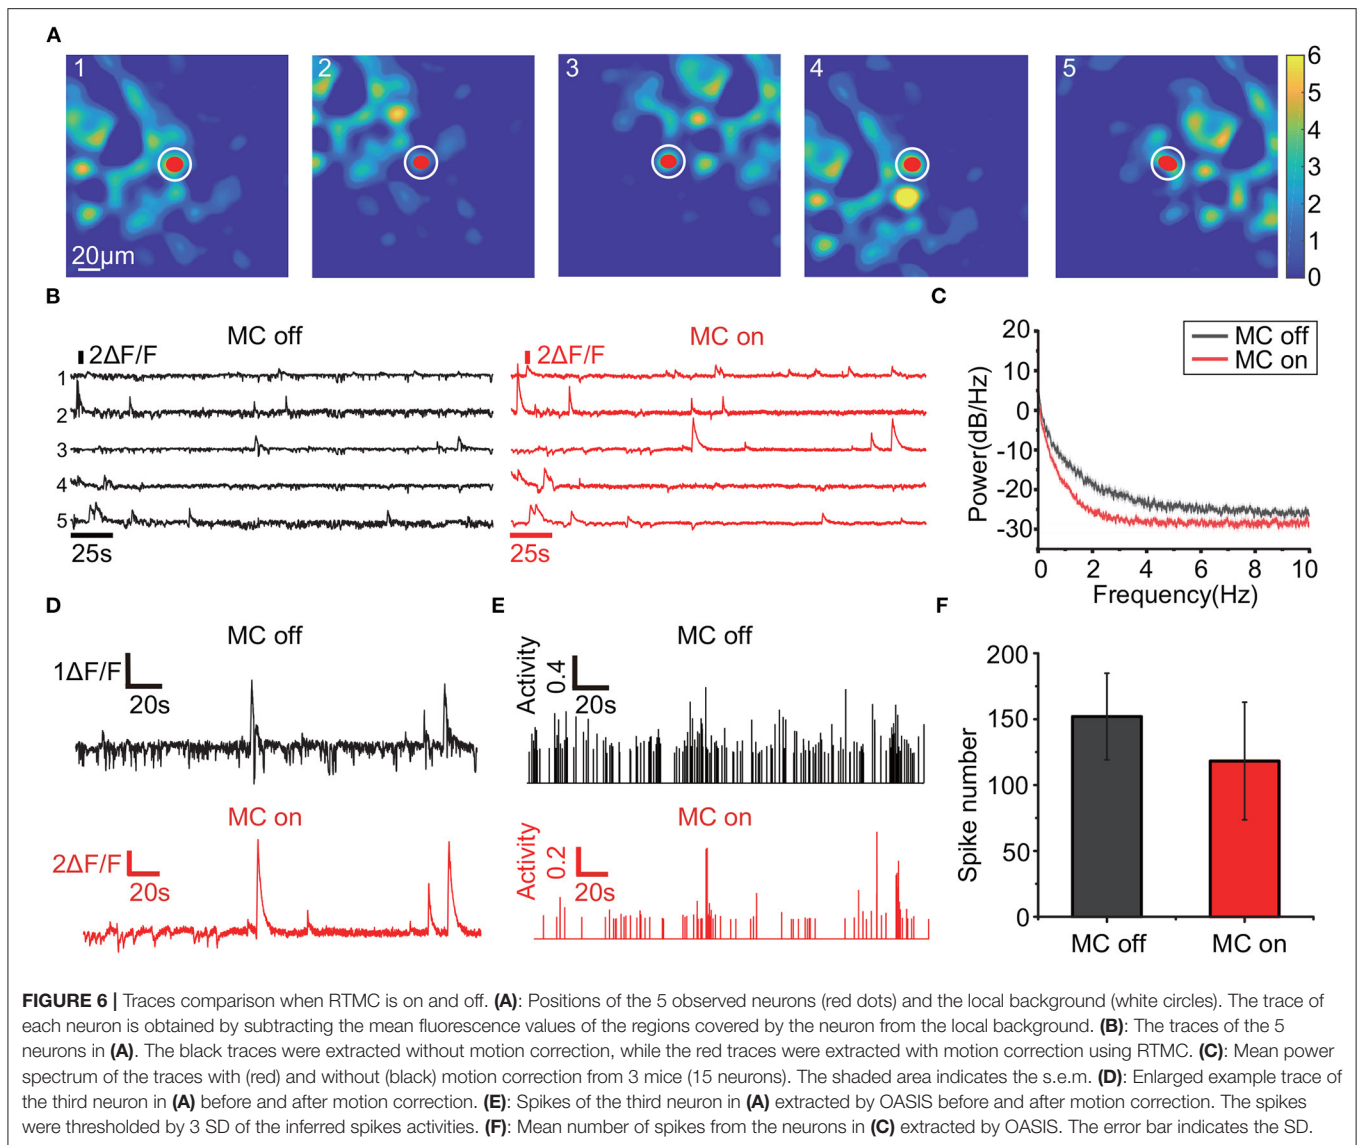 A
1
2
3
4
5
20μm
6
5
4
3
2
1
0
B
MC off
2ΔF/F
1
2
3
4
5
25s
MC on
2ΔF/F
25s
C
MC off
MC on
Power(dB/Hz)
20
10
0
-10
-20
-30
0 2 4 6 8 10
Frequency(Hz)
D
MC off
1ΔF/F
20s
MC on
2ΔF/F
20s
E
MC off
Activity
0.4
20s
MC on
Activity
0.2
20s
F
Spike number
200
150
100
50
0
MC off MC on
FIGURE 6 | Traces comparison when RTMC is on and off. (A): Positions of the 5 observed neurons (red dots) and the local background (white circles). The trace of
each neuron is obtained by subtracting the mean fluorescence values of the regions covered by the neuron from the local background. (B): The traces of the 5
neurons in (A). The black traces were extracted without motion correction, while the red traces were extracted with motion correction using RTMC. (C): Mean power
spectrum of the traces with (red) and without (black) motion correction from 3 mice (15 neurons). The shaded area indicates the s.e.m. (D): Enlarged example trace of
the third neuron in (A) before and after motion correction. (E): Spikes of the third neuron in (A) extracted by OASIS before and after motion correction. The spikes
were thresholded by 3 SD of the inferred spikes activities. (F): Mean number of spikes from the neurons in (C) extracted by OASIS. The error bar indicates the SD.